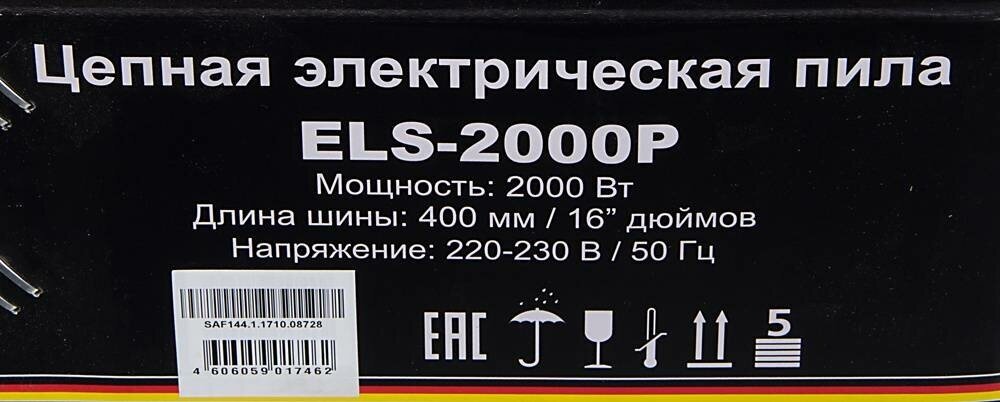 Цепная электрическая пила
ELS-2000P
Мощность: 2000 Вт
Длина шины: 400 мм / 16” дюймов
Напряжение: 220-230 В / 50 Гц
SAF144.1.1710.08728
4 606059 017462
EAC
5